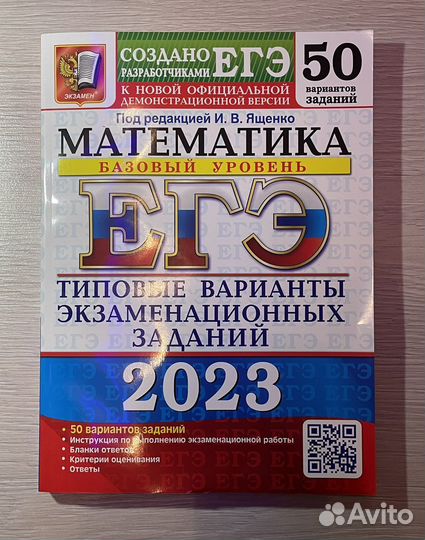 СОЗДАНО
РАЗРАБОТЧИКАМИ ЕГЭ
К НОВОЙ ОФИЦИАЛЬНОЙ
ДЕМОНСТРАЦИОННОЙ ВЕРСИИ
50
вариантов
заданий
ЭКЗАМЕН
Под редакцией И. В. Ященко
МАТЕМАТИКА
БАЗОВЫЙ УРОВЕНЬ
ЕГЭ
ТИПОВЫЕ ВАРИАНТЫ
ЭКЗАМЕНАЦИОННЫХ
ЗАДАНИЙ
2023
• 50 вариантов заданий
• Инструкция по выполнению экзаменационной работы
• Бланки ответов
• Критерии оценивания
• Ответы
Avito